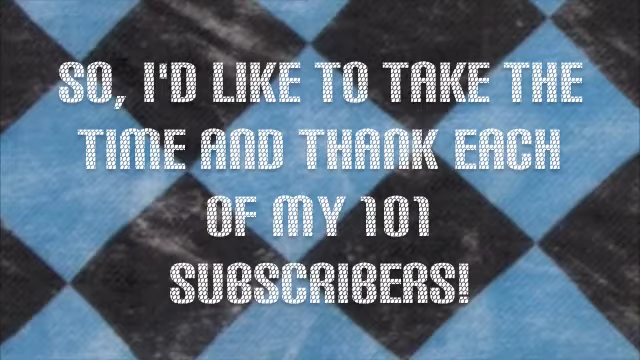 SO, I'D LIKE TO TAKE THE
TIME AND THANK EACH
OF MY 101
SUBSCRIBERS!